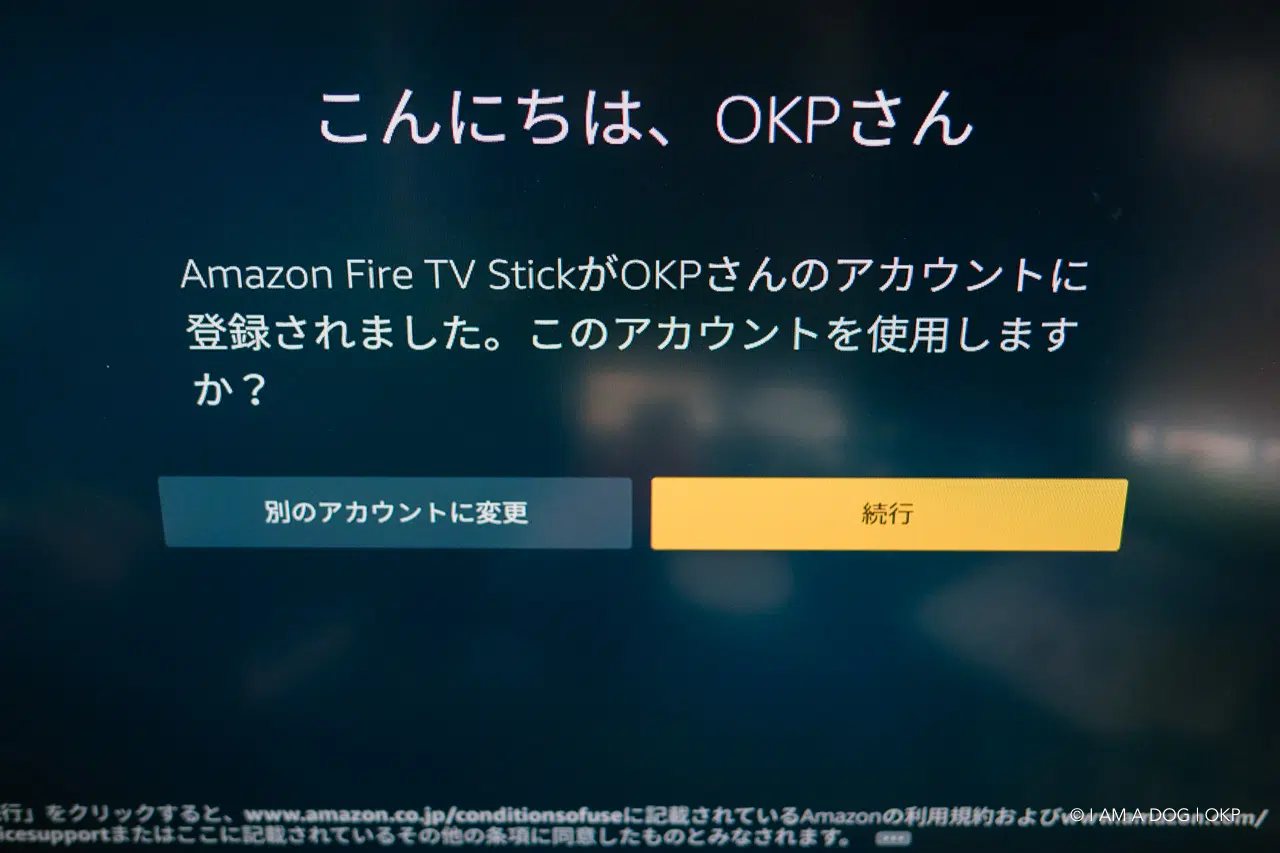 こんにちは、OKPさん
Amazon Fire TV StickがOKPさんのアカウントに
登録されました。このアカウントを使用します
か？
別のアカウントに変更
続行
行」をクリックすると、www.amazon.co.jp/conditionsofuseに記載されているAmazonの利用規約および
icesupportまたはここに記載されているその他の条項に同意したものとみなされます。
© I AM A DOG | OKP